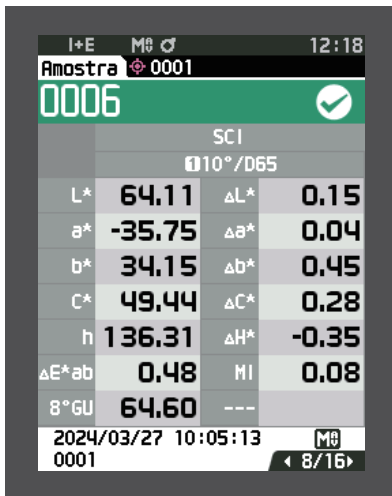 I+E M 12:18
Amostra 0001
0006
SCI
1 10°/D65
L* 64.11 ΔL* 0.15
a* -35.75 Δa* 0.04
b* 34.15 Δb* 0.45
C* 49.44 ΔC* 0.28
h 136.31 ΔH* -0.35
ΔE*ab 0.48 MI 0.08
8°GU 64.60 ---
2024/03/27 10:05:13 M
0001 8/16